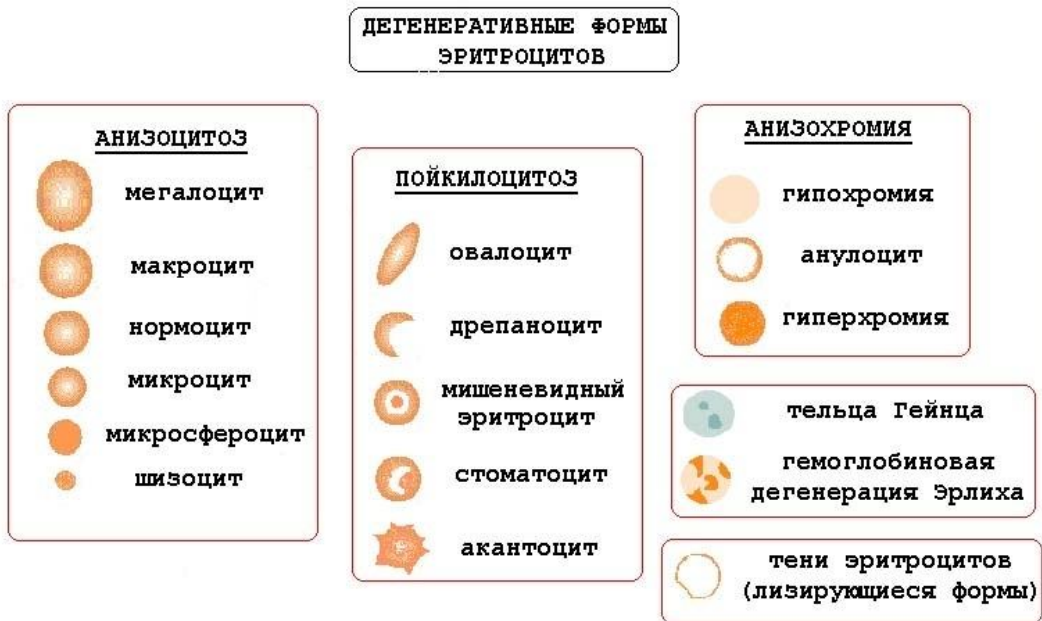 ДЕГЕНЕРАТИВНЫЕ ФОРМЫ
ЭРИТРОЦИТОВ
АНИЗОЦИТОЗ
мегалоцит
макроцит
нормоцит
микроцит
микросфероцит
шизоцит
ПОЙКИЛОЦИТОЗ
овалоцит
дрепаноцит
мишеневидный
эритроцит
стоматоцит
акантоцит
АНИЗОХРОМИЯ
гипохромия
анулоцит
гиперхромия
тельца Гейнца
гемоглобиновая
дегенерация Эрлиха
тени эритроцитов
(лизирующиеся формы)